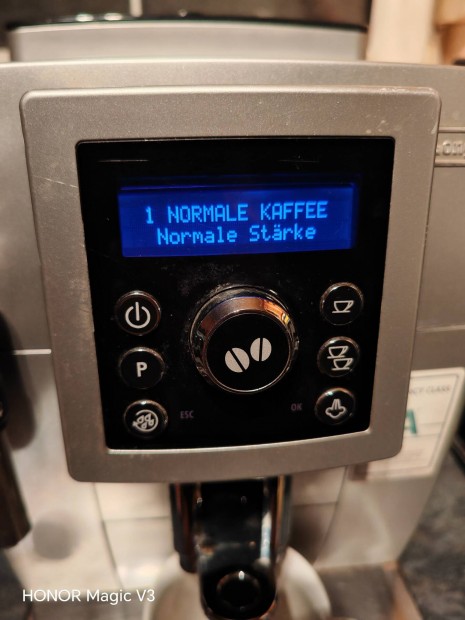 1 NORMALE KAFFEE
Normale Stärke
P
ESC
OK
A
HONOR Magic V3